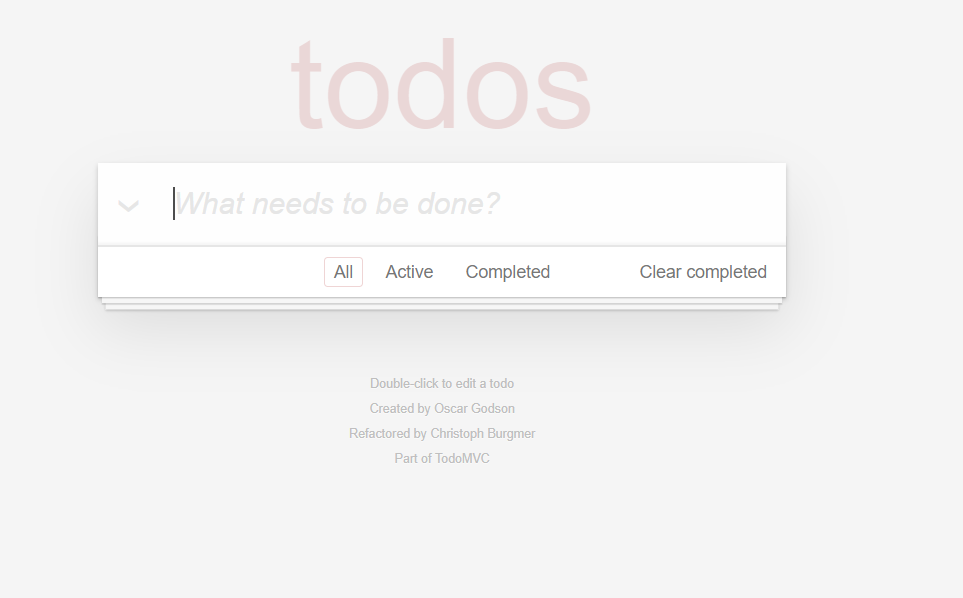 todos
What needs to be done?
All Active Completed Clear completed
Double-click to edit a todo
Created by Oscar Godson
Refactored by Christoph Burgmer
Part of TodoMVC